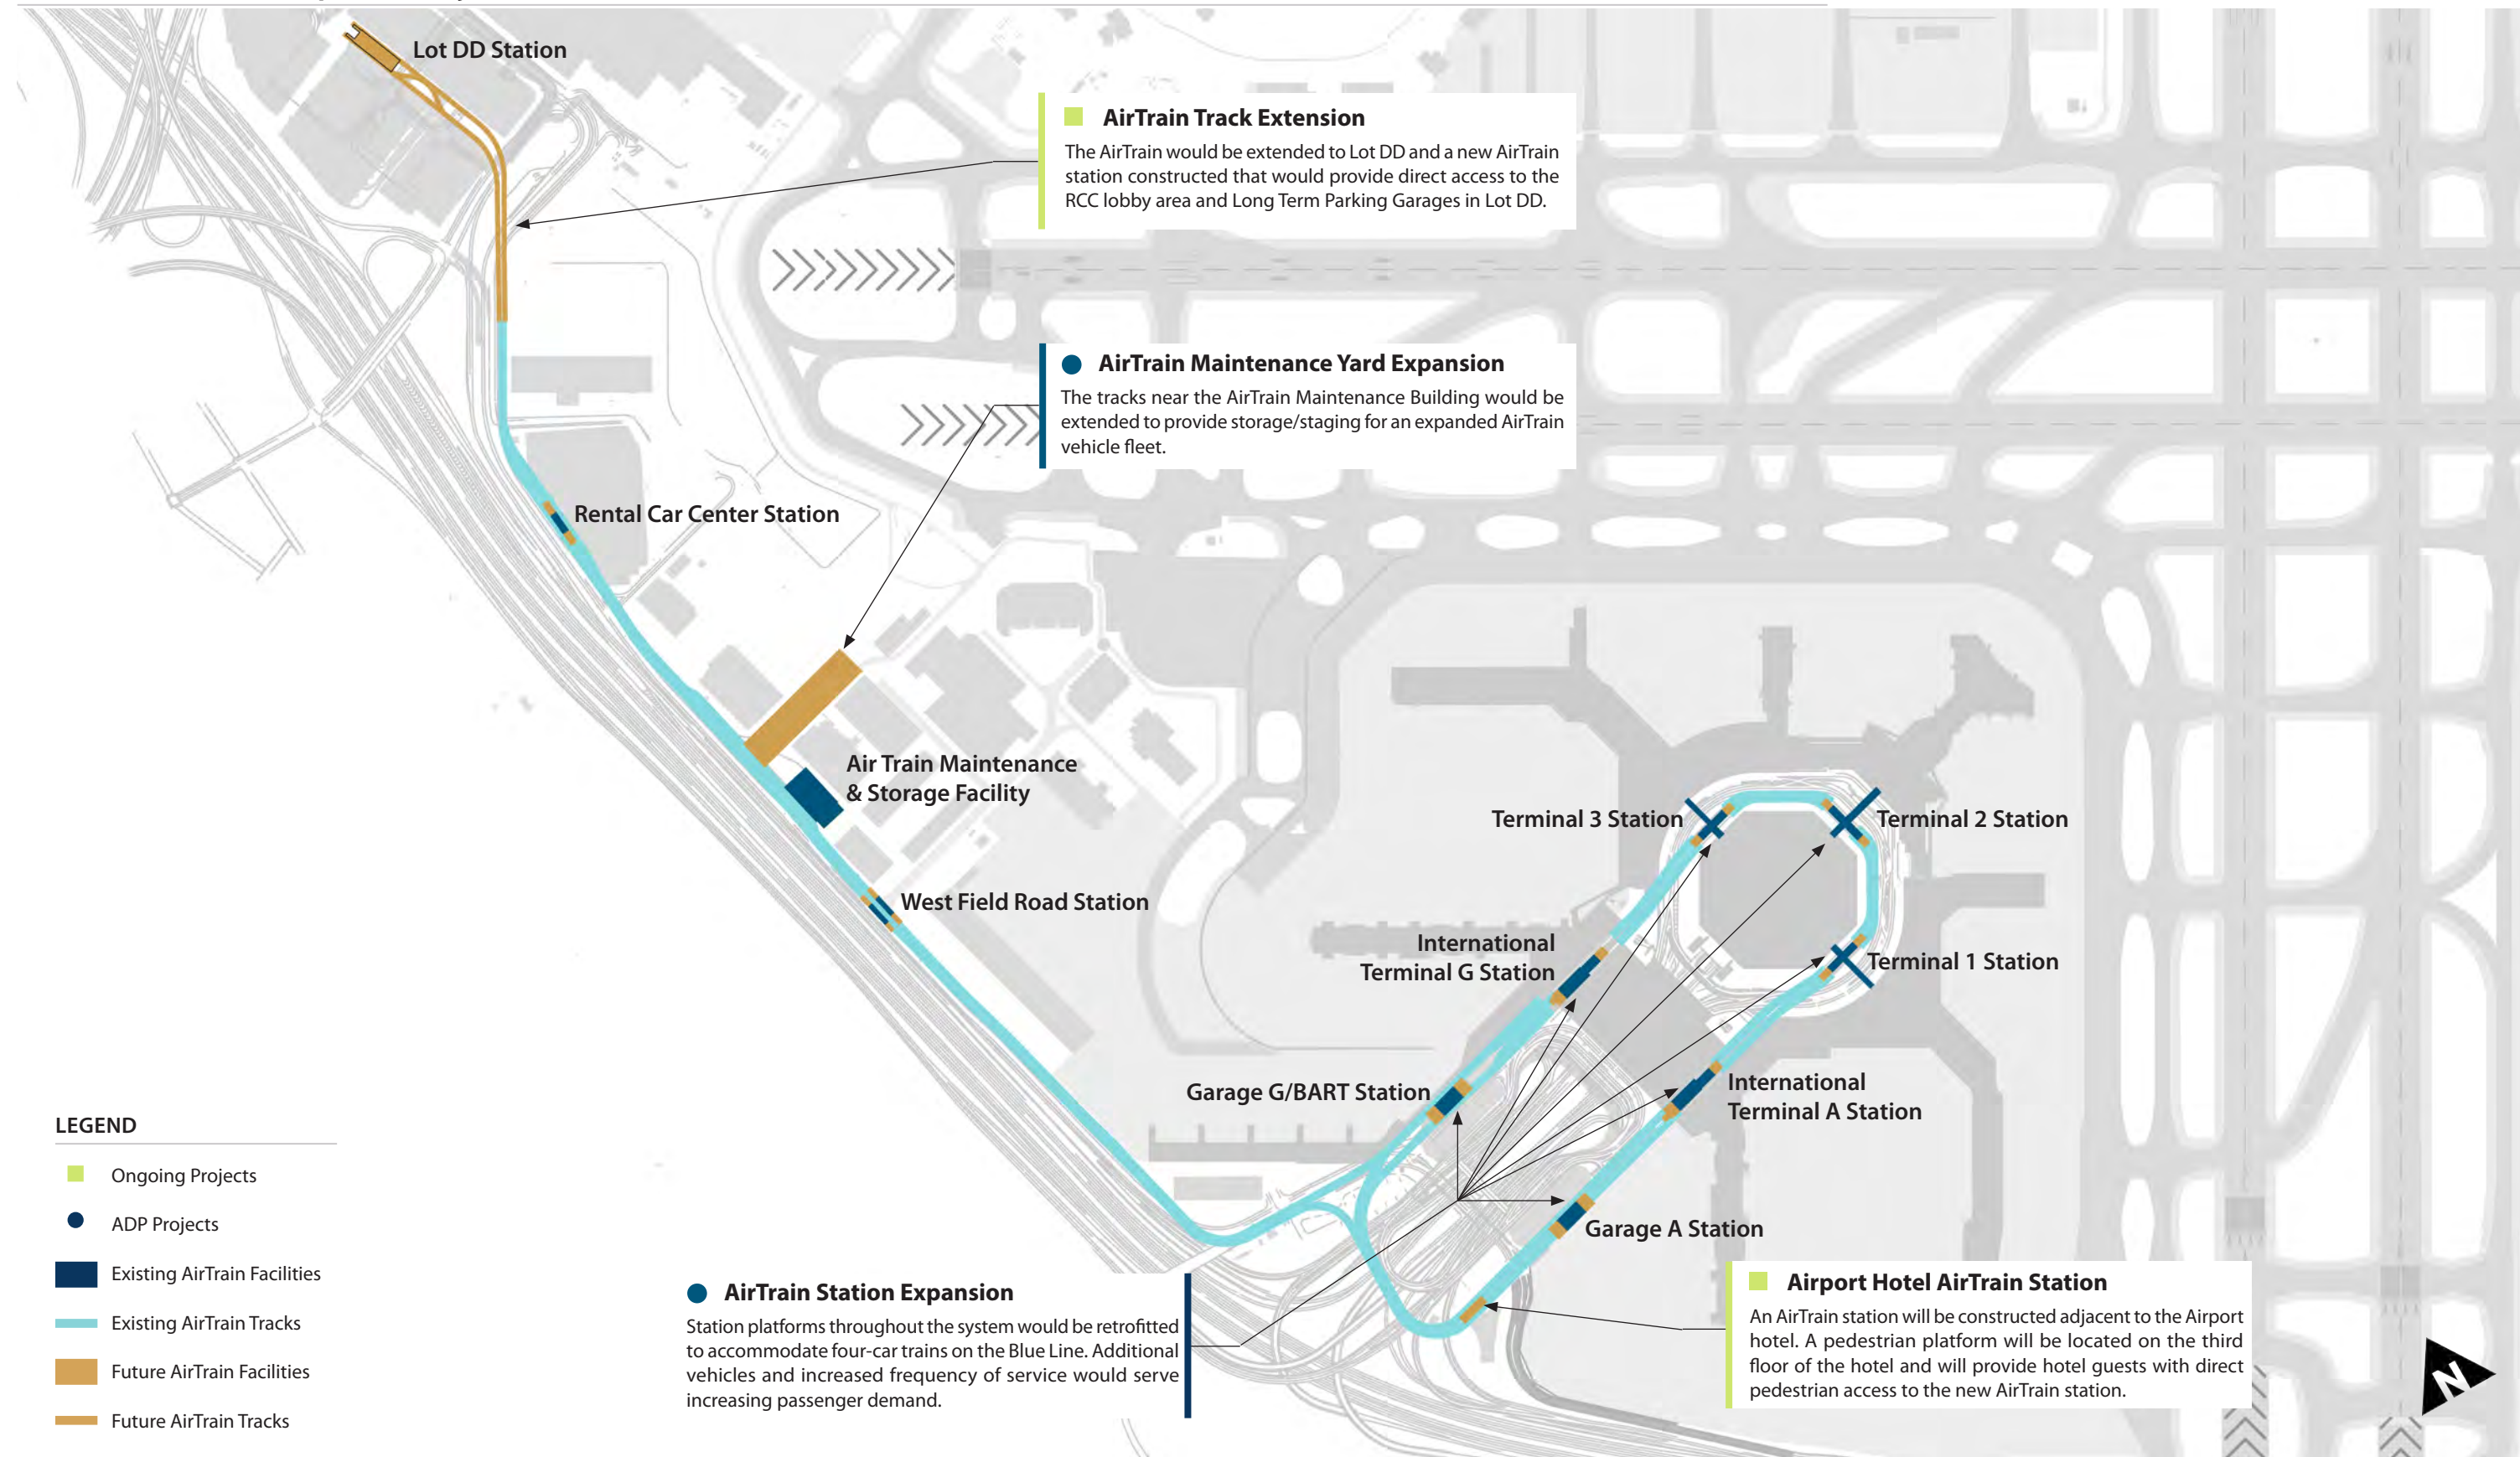 Lot DD Station
AirTrain Track Extension
The AirTrain would be extended to Lot DD and a new AirTrain
station constructed that would provide direct access to the
RCC lobby area and Long Term Parking Garages in Lot DD.
AirTrain Maintenance Yard Expansion
The tracks near the AirTrain Maintenance Building would be
extended to provide storage/staging for an expanded AirTrain
vehicle fleet.
Rental Car Center Station
Air Train Maintenance
& Storage Facility
West Field Road Station
Terminal 3 Station
Terminal 2 Station
International
Terminal G Station
Terminal 1 Station
Garage G/BART Station
International
Terminal A Station
Garage A Station
LEGEND
Ongoing Projects
ADP Projects
Existing AirTrain Facilities
Existing AirTrain Tracks
Future AirTrain Facilities
Future AirTrain Tracks
AirTrain Station Expansion
Station platforms throughout the system would be retrofitted
to accommodate four-car trains on the Blue Line. Additional
vehicles and increased frequency of service would serve
increasing passenger demand.
Airport Hotel AirTrain Station
An AirTrain station will be constructed adjacent to the Airport
hotel. A pedestrian platform will be located on the third
floor of the hotel and will provide hotel guests with direct
pedestrian access to the new AirTrain station.
N